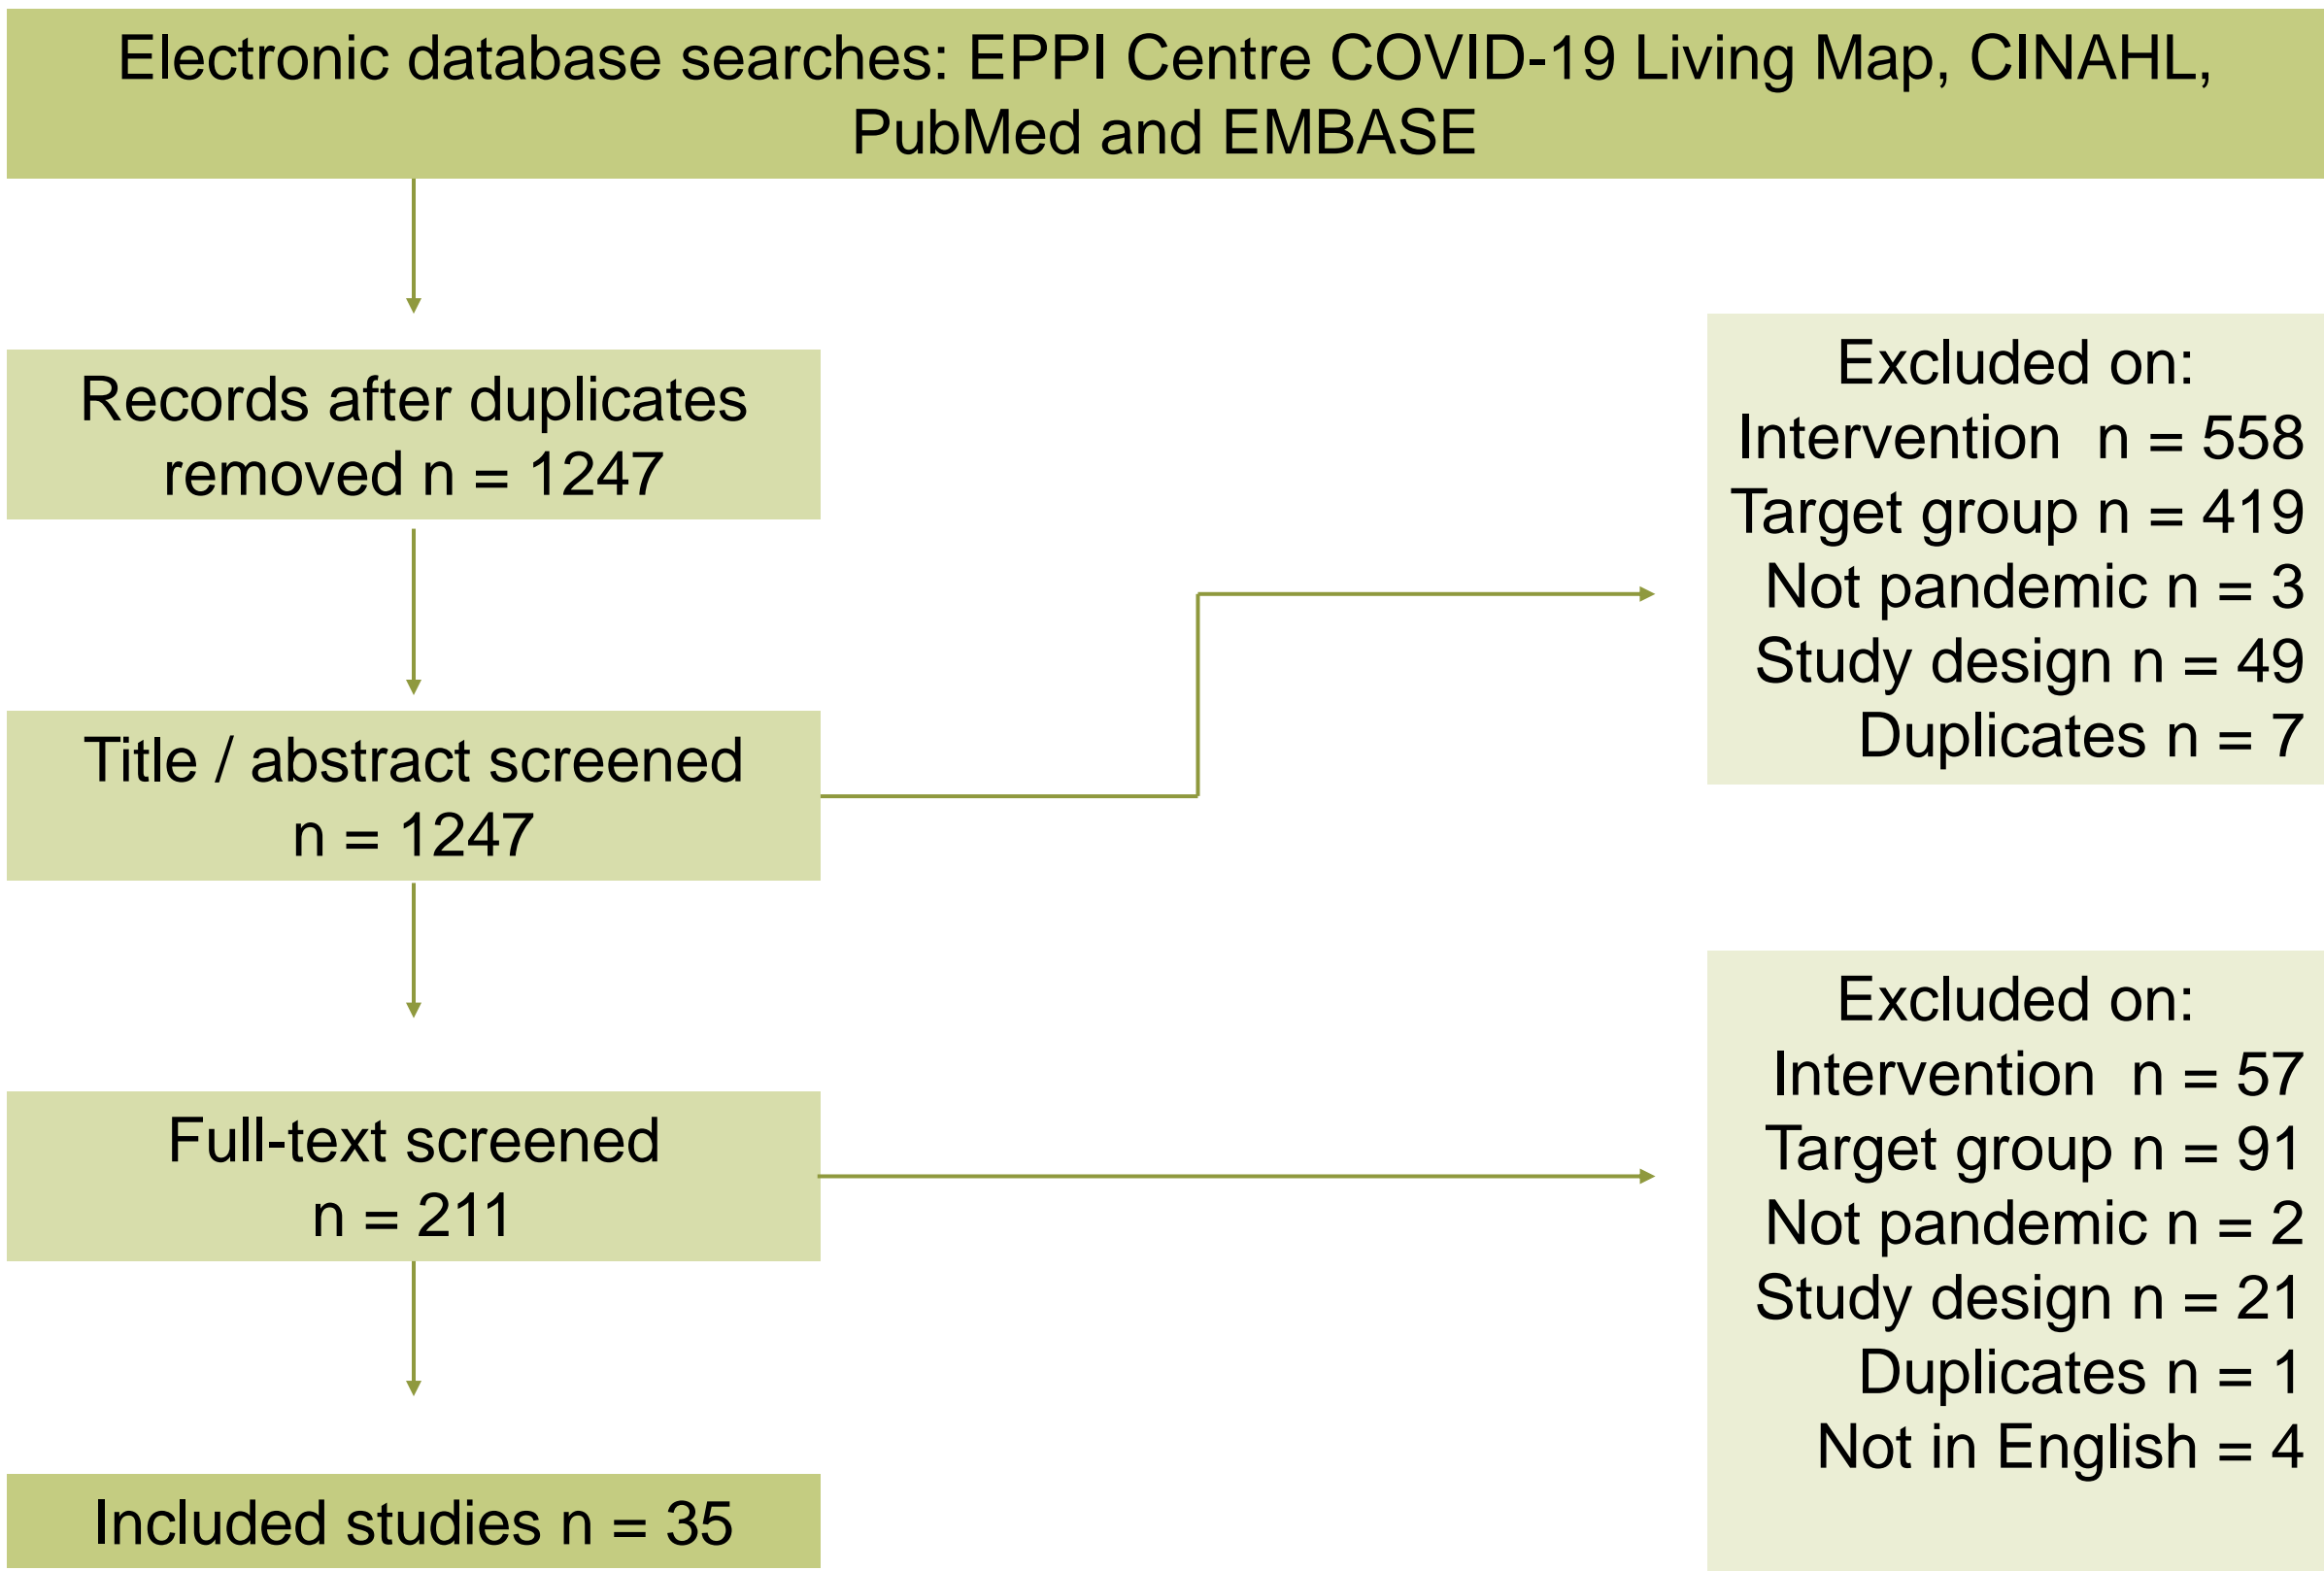 Electronic database searches: EPPI Centre COVID-19 Living Map, CINAHL,
PubMed and EMBASE
Records after duplicates
removed n = 1247
Title / abstract screened
n = 1247
Excluded on:
Intervention  n = 558
Target group n = 419
Not pandemic n = 3
Study design n = 49
Duplicates n = 7
Full-text screened
n = 211
Excluded on:
Intervention  n = 57
Target group n = 91
Not pandemic n = 2
Study design n = 21
Duplicates n = 1
Not in English = 4
Included studies n = 35